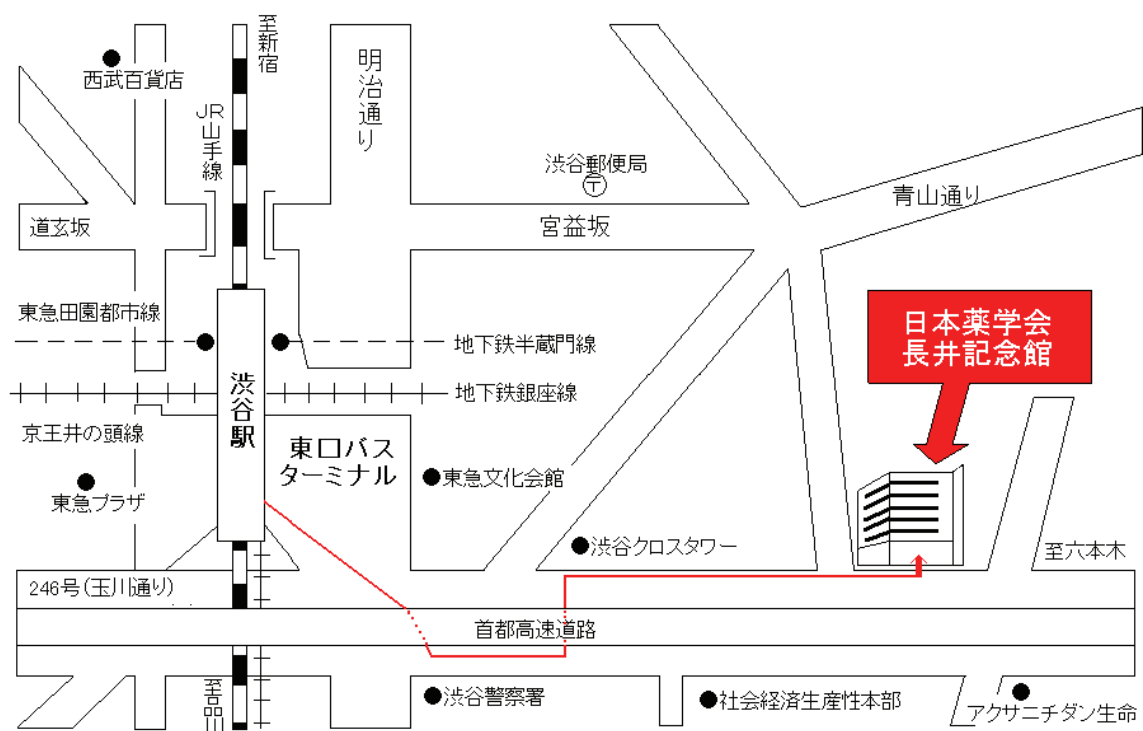 至新宿
西武百貨店
JR山手線
明治通り
渋谷郵便局
〒
青山通り
道玄坂
宮益坂
東急田園都市線
地下鉄半蔵門線
日本薬学会
長井記念館
地下鉄銀座線
渋谷駅
京王井の頭線
東口バス
ターミナル
東急文化会館
東急プラザ
渋谷クロスタワー
至六本木
246号(玉川通り)
首都高速道路
至品川
渋谷警察署
社会経済生産性本部
アクサニチダン生命